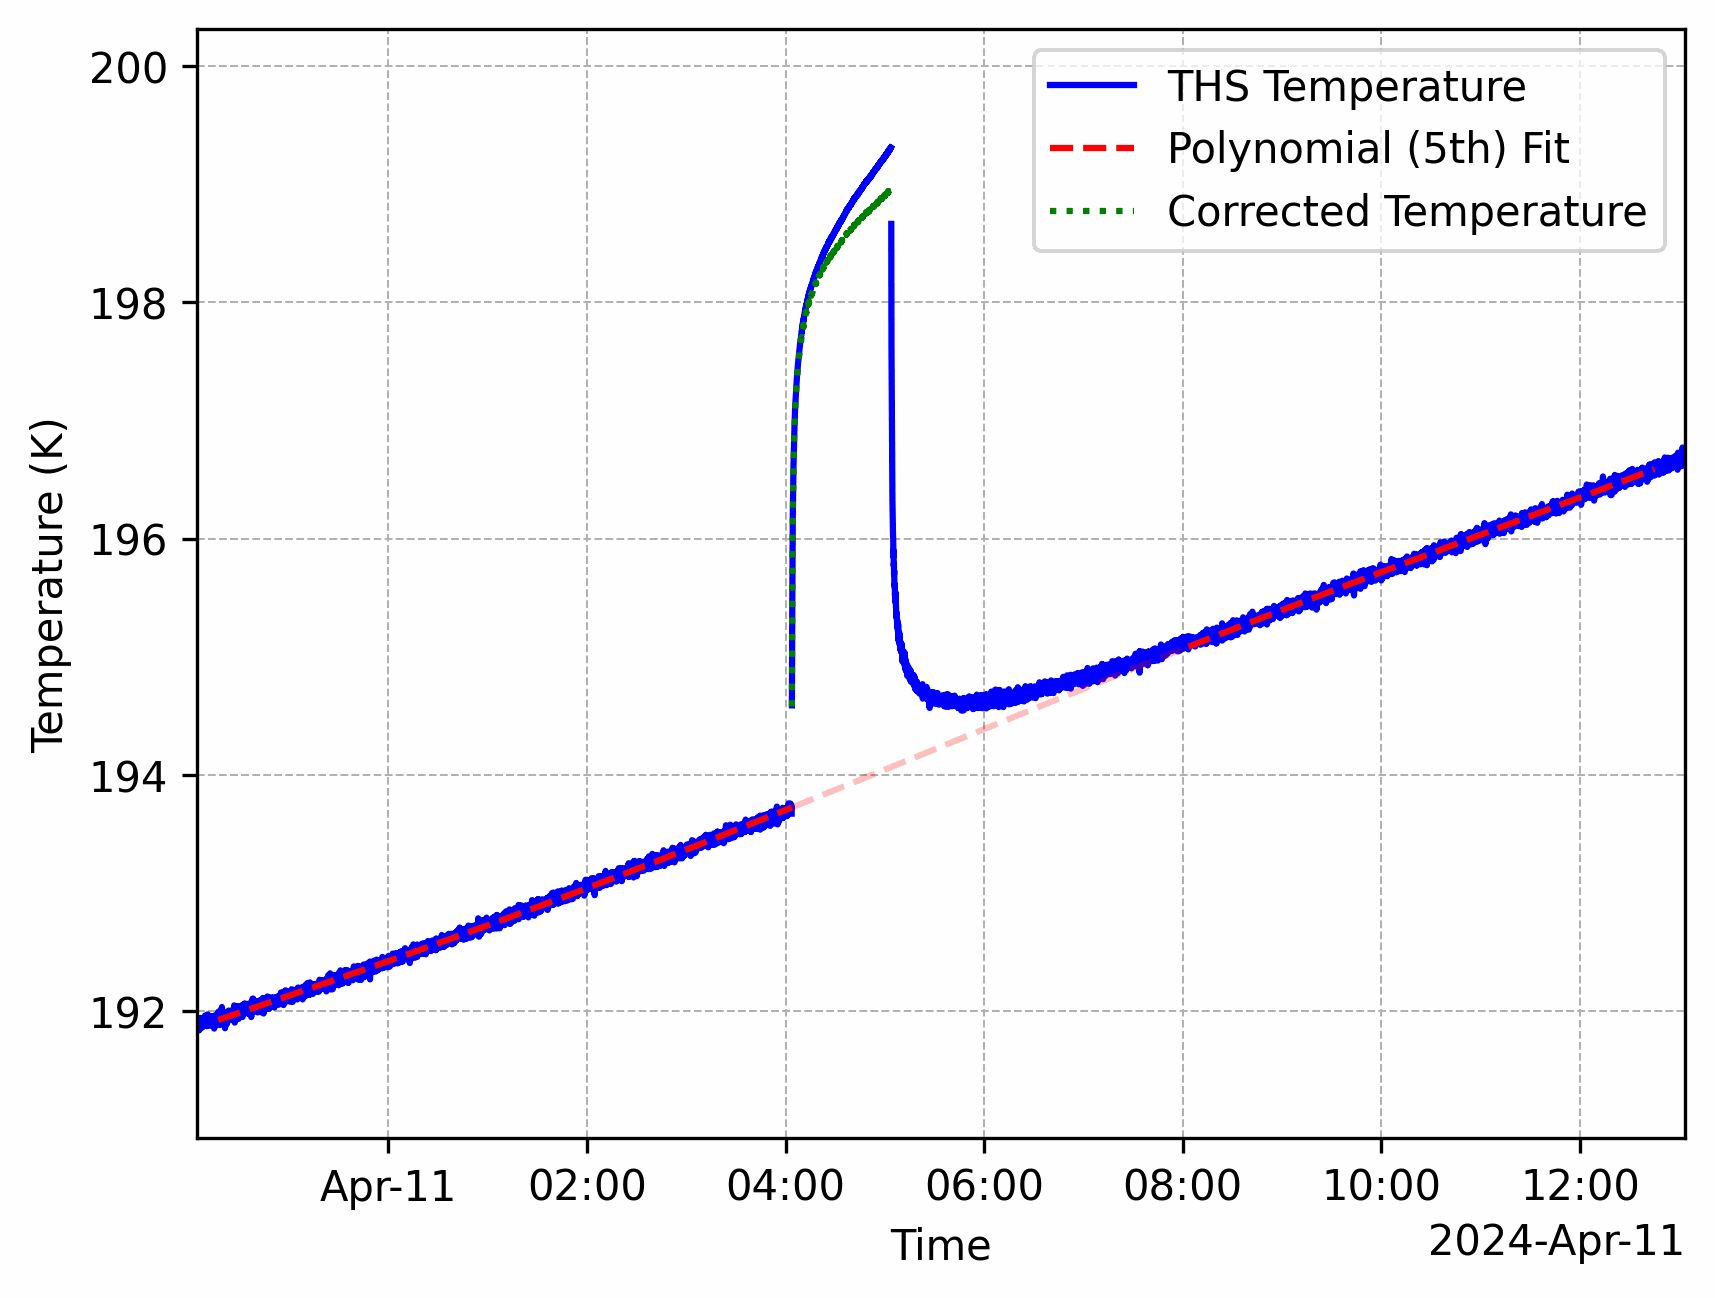 200
198
196
194
192
Temperature (K)
THS Temperature
Polynomial (5th) Fit
Corrected Temperature
Apr-11 02:00 04:00 06:00 08:00 10:00 12:00
Time
2024-Apr-11